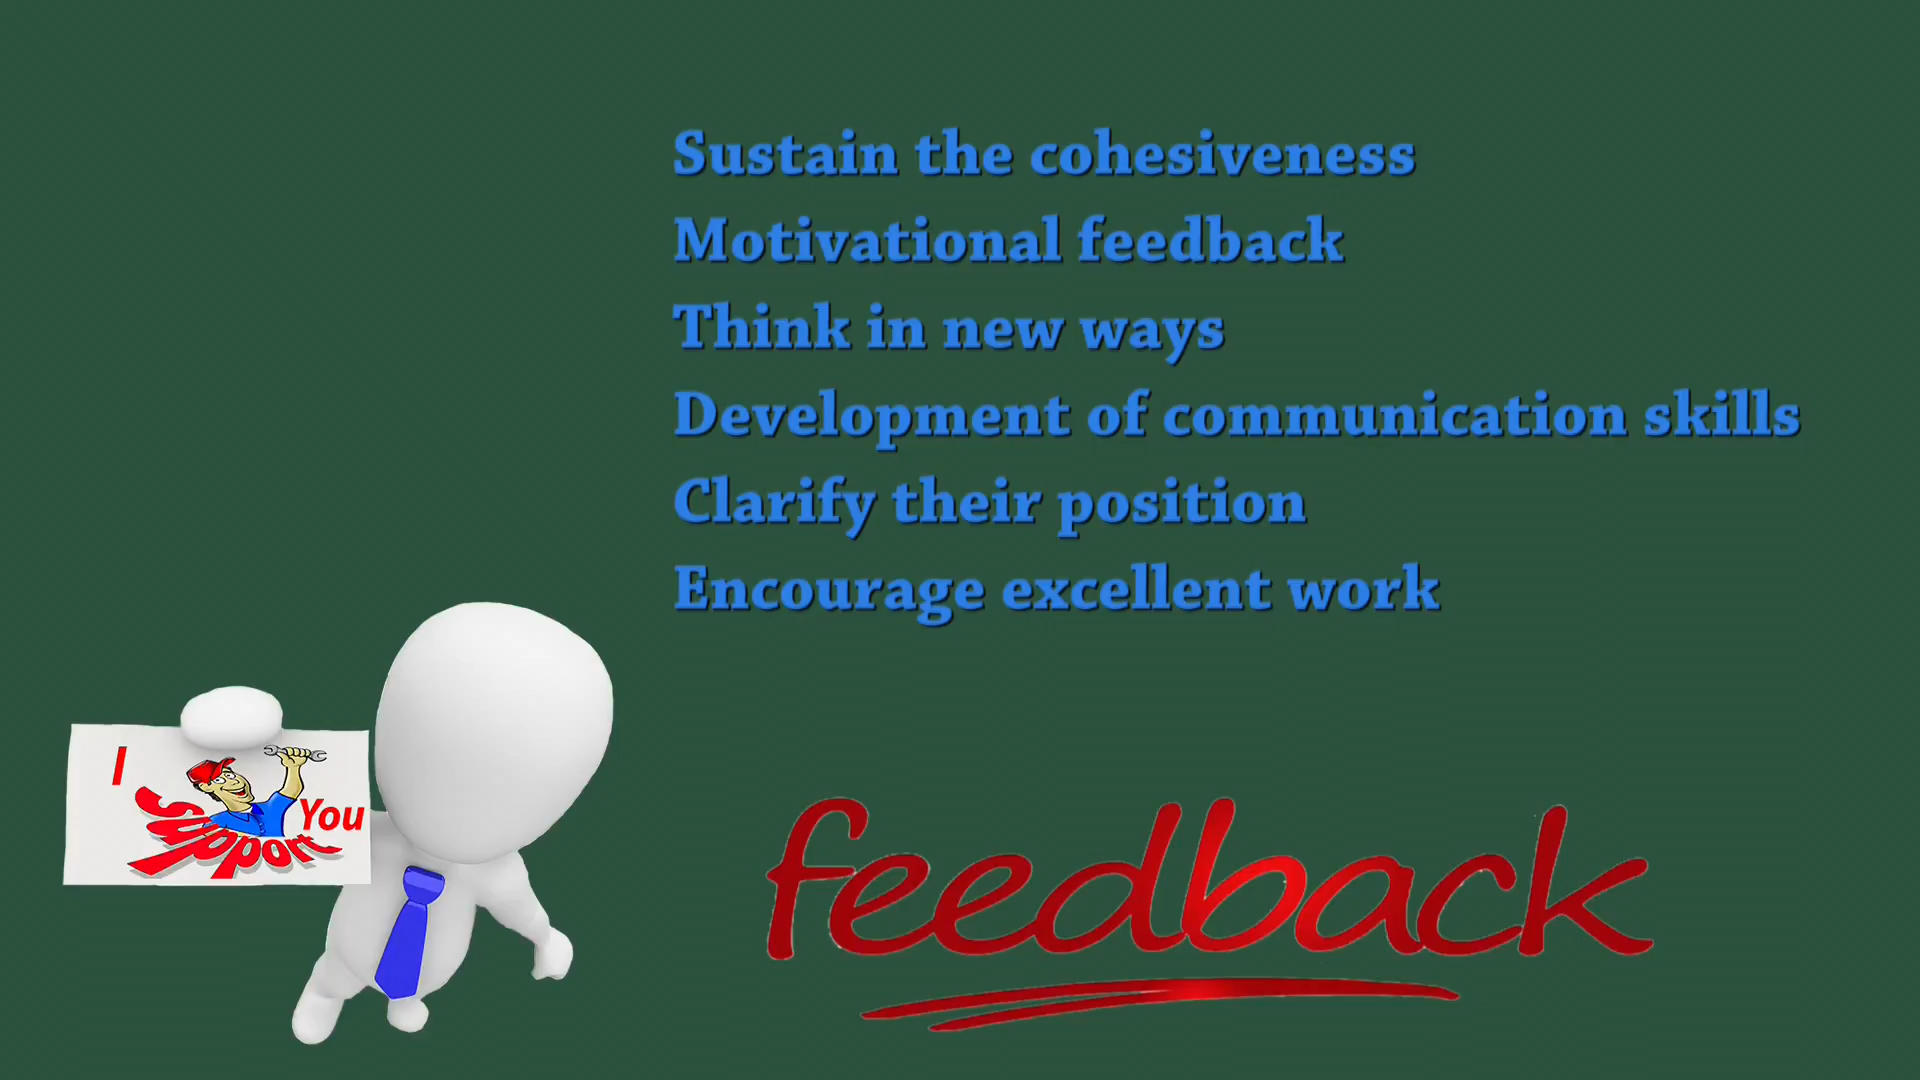 Sustain the cohesiveness
Motivational feedback
Think in new ways
Development of communication skills
Clarify their position
Encourage excellent work
I
Support
You
feedback